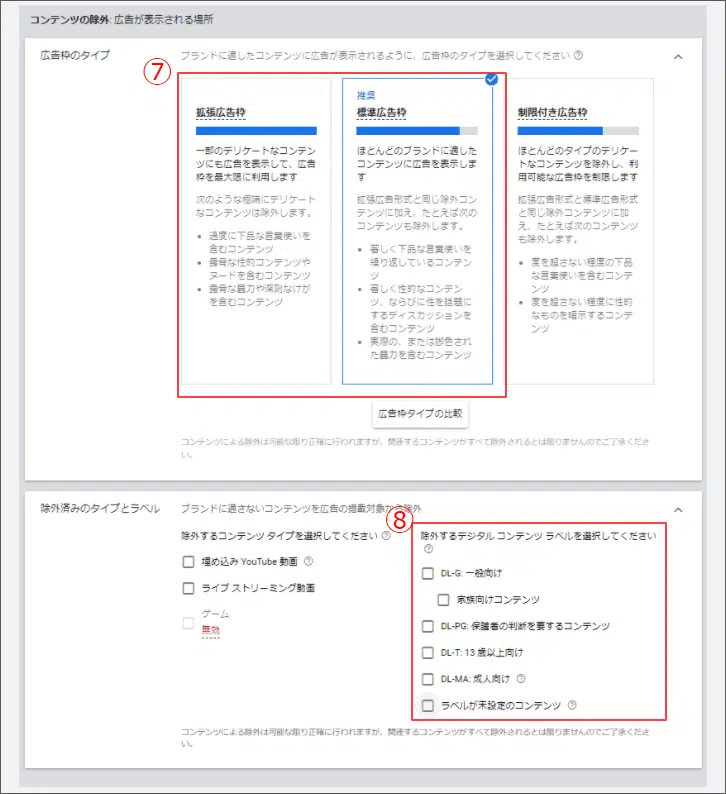 コンテンツの除外: 広告が表示される場所
広告枠のタイプ
ブランドに適したコンテンツに広告が表示されるように、広告枠のタイプを選択してください
⑦
拡張広告枠
一部のデリケートなコンテン
ツにも広告を表示して、広告
枠を最大限に利用します
次のような極端にデリケート
なコンテンツは除外します。
• 過度に下品な言葉使いを
含むコンテンツ
• 露骨な性的コンテンツや
ヌードを含むコンテンツ
• 露骨な暴力や深刻なけが
を含むコンテンツ
推奨
標準広告枠
ほとんどのブランドに適した
コンテンツに広告を表示しま
す
拡張広告形式と同じ除外コン
テンツに加え、たとえば次の
コンテンツも除外します。
• 著しく下品な言葉使いを
繰り返しているコンテン
ツ
• 著しく性的なコンテン
ツ、ならびに性を話題に
するディスカッションを
含むコンテンツ
• 実際の、または脚色され
た暴力を含むコンテンツ
制限付き広告枠
ほとんどのタイプのデリケー
トなコンテンツを除外し、利
用可能な広告枠を制限します
拡張広告形式と標準広告形式
と同じ除外コンテンツに加
え、たとえば次のコンテンツ
も除外します。
• 度を超さない程度の下品
な言葉使いを含むコンテ
ンツ
• 度を超さない程度に性的
なものを暗示するコンテ
ンツ
広告枠タイプの比較
コンテンツによる除外は可能な限り正確に行われますが、関連するコンテンツがすべて除外されるとは限りませんのでご了承くださ
い。
除外済みのタイプとラベル
ブランドに適さないコンテンツを広告の掲載対象から除外
除外するコンテンツ タイプを選択してください
埋め込み YouTube 動画
ライブ ストリーミング動画
ゲーム
無効
⑧
除外するデジタル コンテンツ ラベルを選択してください
DL-G: 一般向け
家族向けコンテンツ
DL-PG: 保護者の判断を要するコンテンツ
DL-T: 13 歳以上向け
DL-MA: 成人向け
ラベルが未設定のコンテンツ
コンテンツによる除外は可能な限り正確に行われますが、関連するコンテンツがすべて除外されるとは限りませんのでご了承くださ
い。